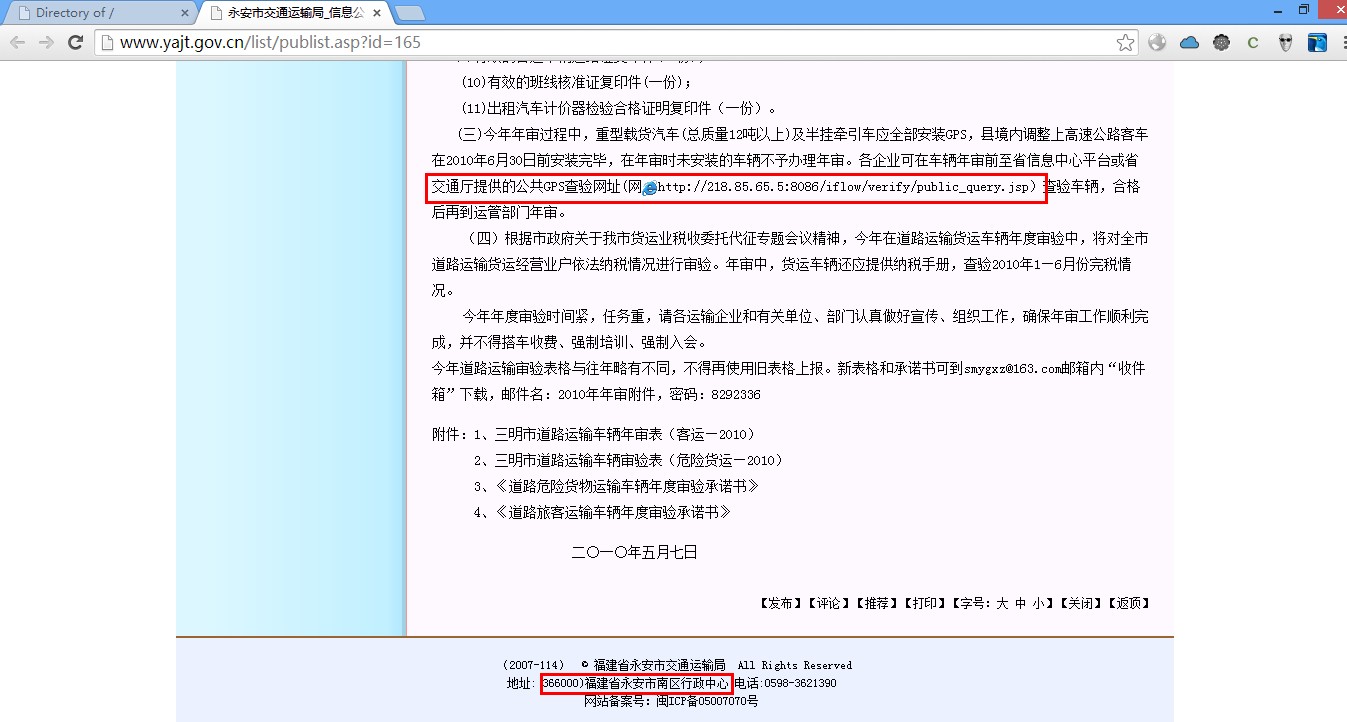 Directory of /
永安市交通运输局_信息公
www.yajt.gov.cn/list/publist.asp?id=165
(10)有效的班线核准证复印件(一份);
(11)出租汽车计价器检验合格证明复印件（一份）。
(三)今年年审过程中，重型载货汽车(总质量12吨以上)及半挂牵引车应全部安装GPS，县境内调整上高速公路客车
在2010年6月30日前安装完毕，在年审时未安装的车辆不予办理年审。各企业可在车辆年审前至省信息中心平台或省
交通厅提供的公共GPS查验网址(网http://218.85.65.5:8086/iflow/verify/public_query.jsp）查验车辆，合格
后再到运管部门年审。
（四）根据市政府关于我市货运业税收委托代征专题会议精神，今年在道路运输货运车辆年度审验中，将对全市
道路运输货运经营业户依法纳税情况进行审验。年审中，货运车辆还应提供纳税手册，查验2010年1—6月份完税情
况。
今年年度审验时间紧，任务重，请各运输企业和有关单位、部门认真做好宣传、组织工作，确保年审工作顺利完
成，并不得搭车收费、强制培训、强制入会。
今年道路运输审验表格与往年略有不同，不得再使用旧表格上报。新表格和承诺书可到smygxz@163.com邮箱内“收件
箱”下载，邮件名：2010年年审附件，密码：8292336
附件：1、三明市道路运输车辆年审表（客运—2010）
2、三明市道路运输车辆审验表（危险货运—2010）
3、《道路危险货物运输车辆年度审验承诺书》
4、《道路旅客运输车辆年度审验承诺书》
二〇一〇年五月七日
【发布】【评论】【推荐】【打印】【字号：大 中 小】【关闭】【返顶】
(2007-114) © 福建省永安市交通运输局 All Rights Reserved
地址: 366000)福建省永安市南区行政中心 电话:0598-3621390
网站备案号：闽ICP备05007070号